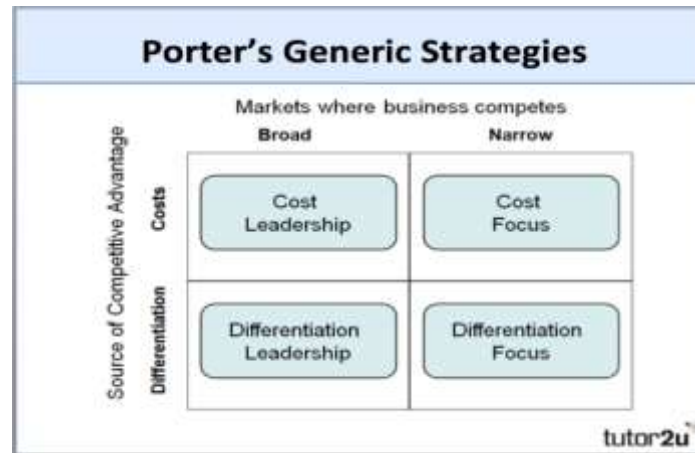 Porter's Generic Strategies
Markets where business competes
Broad
Narrow
Source of Competitive Advantage
Costs
Cost
Leadership
Cost
Focus
Differentiation
Differentiation
Leadership
Differentiation
Focus
tutor2u